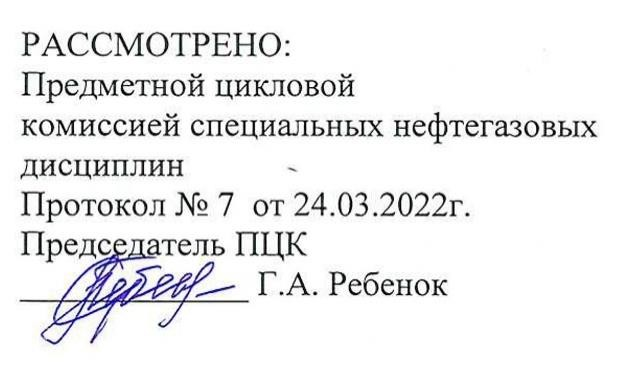 РАССМОТРЕНО:
Предметной цикловой
комиссией специальных нефтегазовых
дисциплин
Протокол № 7 от 24.03.2022г.
Председатель ПЦК
Г.А. Ребенок